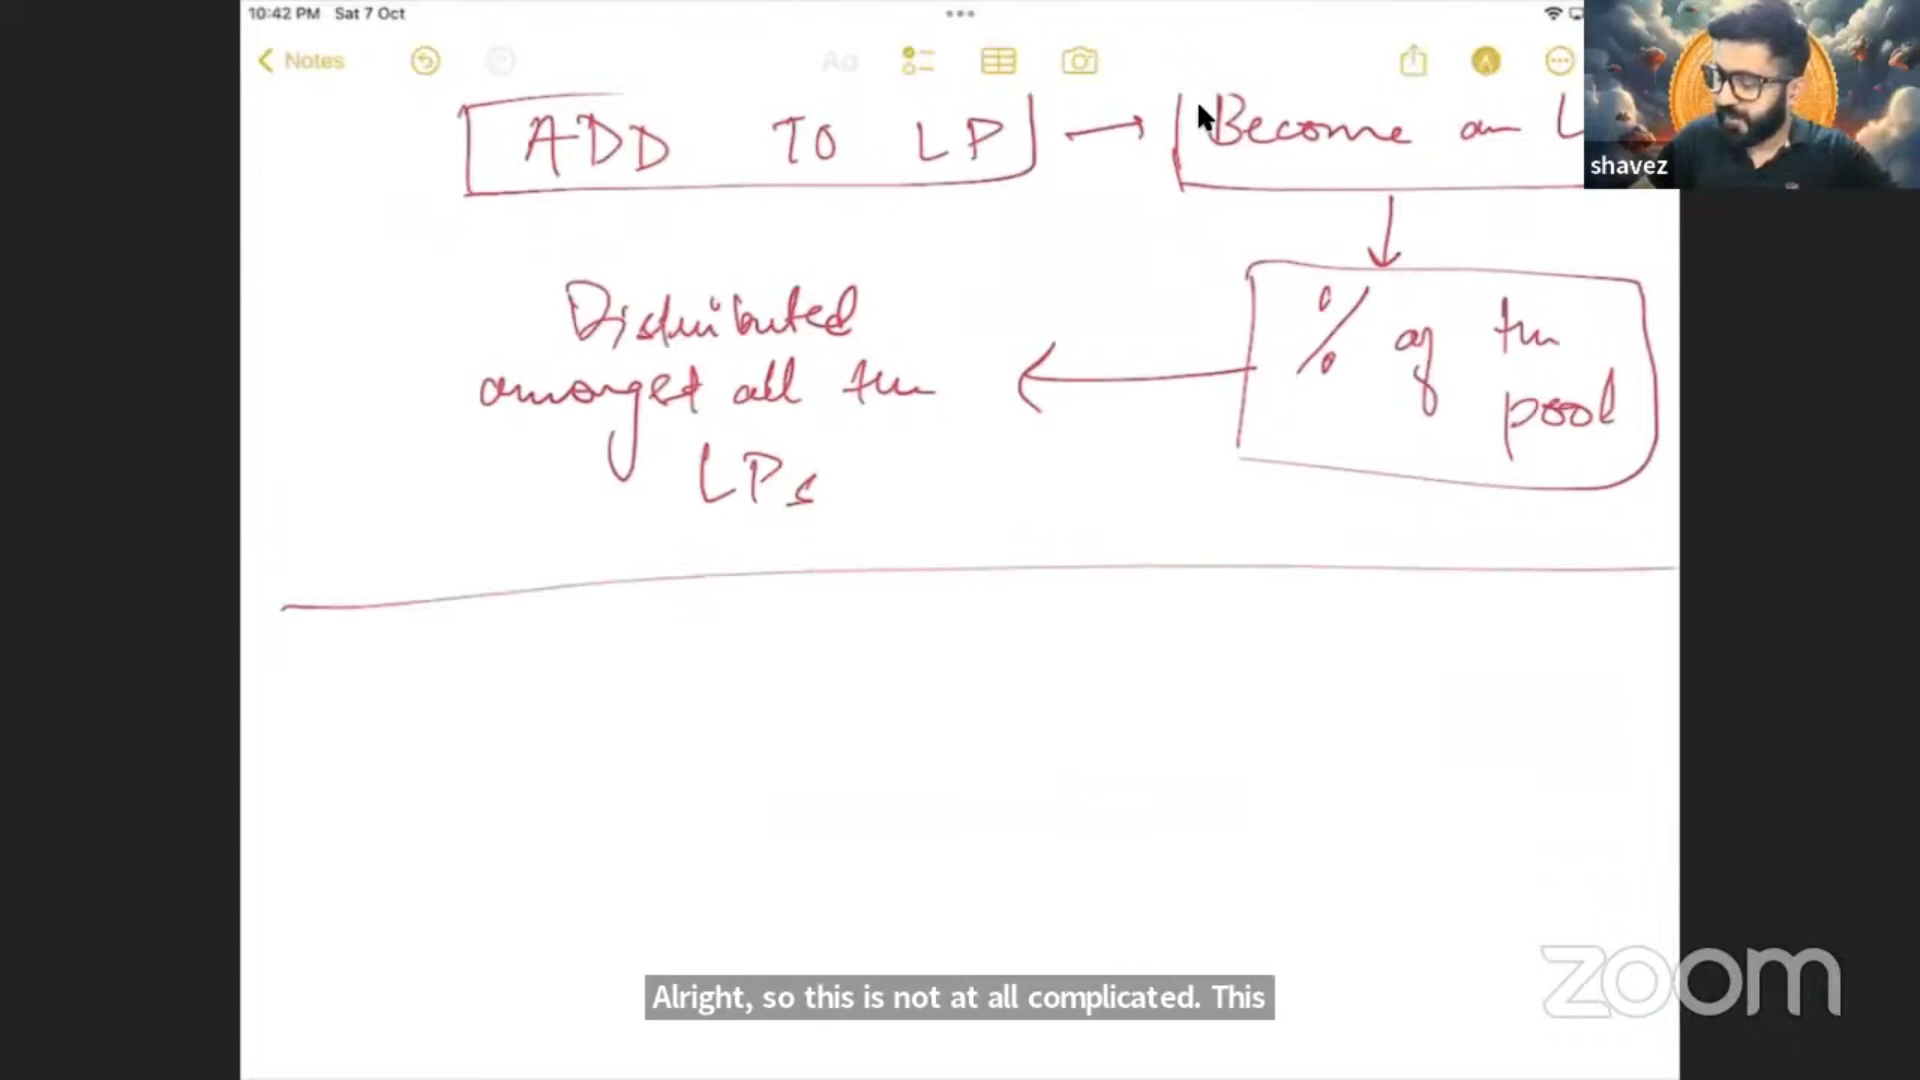 10:42 PM Sat 7 Oct
Notes
Aa
shavez
ADD TO LP
Become an L
% of the
pool
Distributed
amongst all the
LPs
Alright, so this is not at all complicated. This
zoom